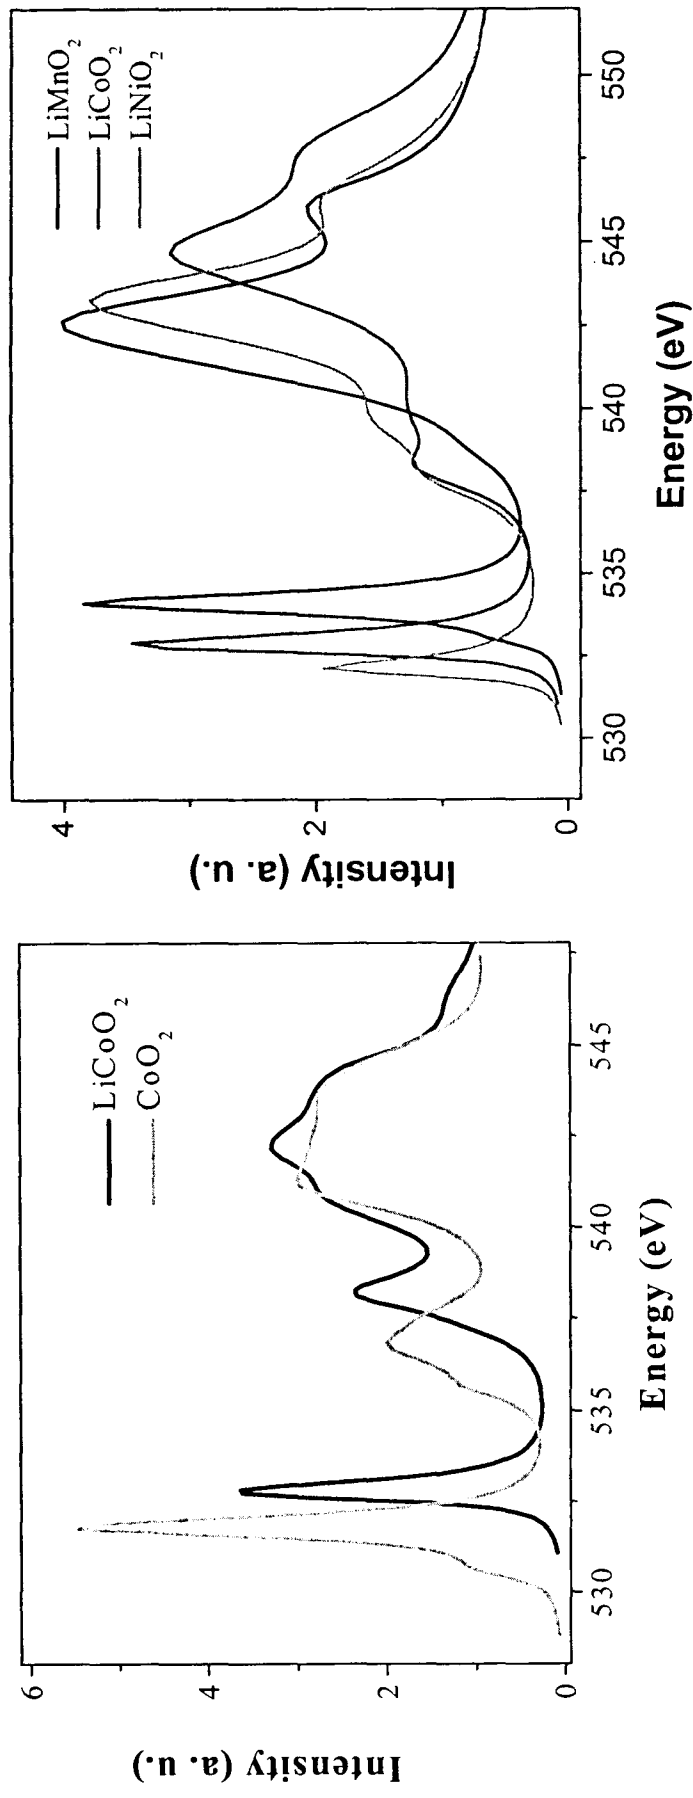 LiCoO2
CoO2
6
4
2
0
Intensity (a. u.)
530
535
540
545
Energy (eV)
LiMnO2
LiCoO2
LiNiO2
4
2
0
Intensity (a. u.)
530
535
540
545
550
Energy (eV)